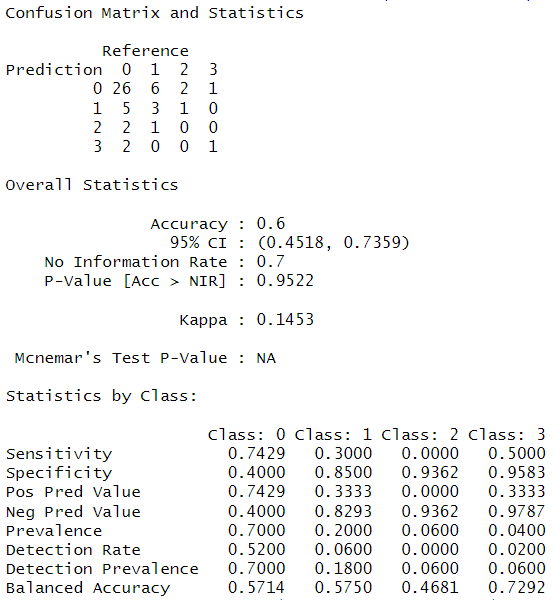 Confusion Matrix and Statistics
Reference
Prediction 0 1 2 3
0 26 6 2 1
1 5 3 1 0
2 2 1 0 0
3 2 0 0 1
Overall Statistics
Accuracy : 0.6
95% CI : (0.4518, 0.7359)
No Information Rate : 0.7
P-Value [Acc > NIR] : 0.9522
Kappa : 0.1453
Mcnemar's Test P-Value : NA
Statistics by Class:
Class: 0 Class: 1 Class: 2 Class: 3
Sensitivity 0.7429 0.3000 0.0000 0.5000
Specificity 0.4000 0.8500 0.9362 0.9583
Pos Pred Value 0.7429 0.3333 0.0000 0.3333
Neg Pred Value 0.4000 0.8293 0.9362 0.9787
Prevalence 0.7000 0.2000 0.0600 0.0400
Detection Rate 0.5200 0.0600 0.0000 0.0200
Detection Prevalence 0.7000 0.1800 0.0600 0.0600
Balanced Accuracy 0.5714 0.5750 0.4681 0.7292